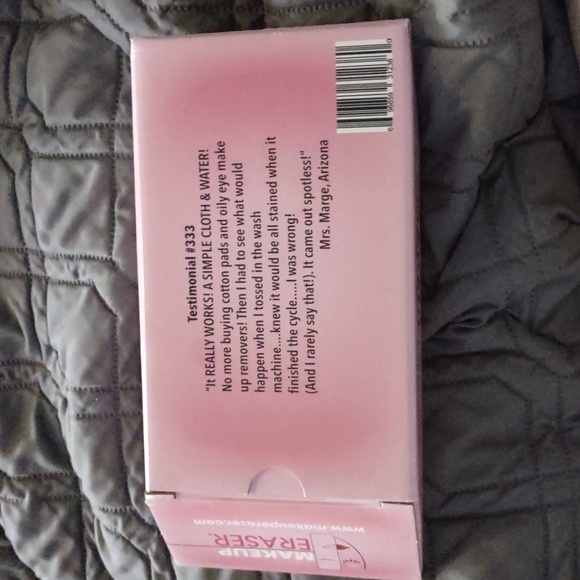 Testimonial #333
"It REALLY WORKS! A SIMPLE CLOTH & WATER!
No more buying cotton pads and oily eye make
up removers! Then I had to see what would
happen when I tossed in the wash
machine....knew it would be all stained when it
finished the cycle.....I was wrong!
(And I rarely say that!). It came out spotless!"
Mrs. Marge, Arizona
www.makeuperaser.com
MAKEUP
ERASER